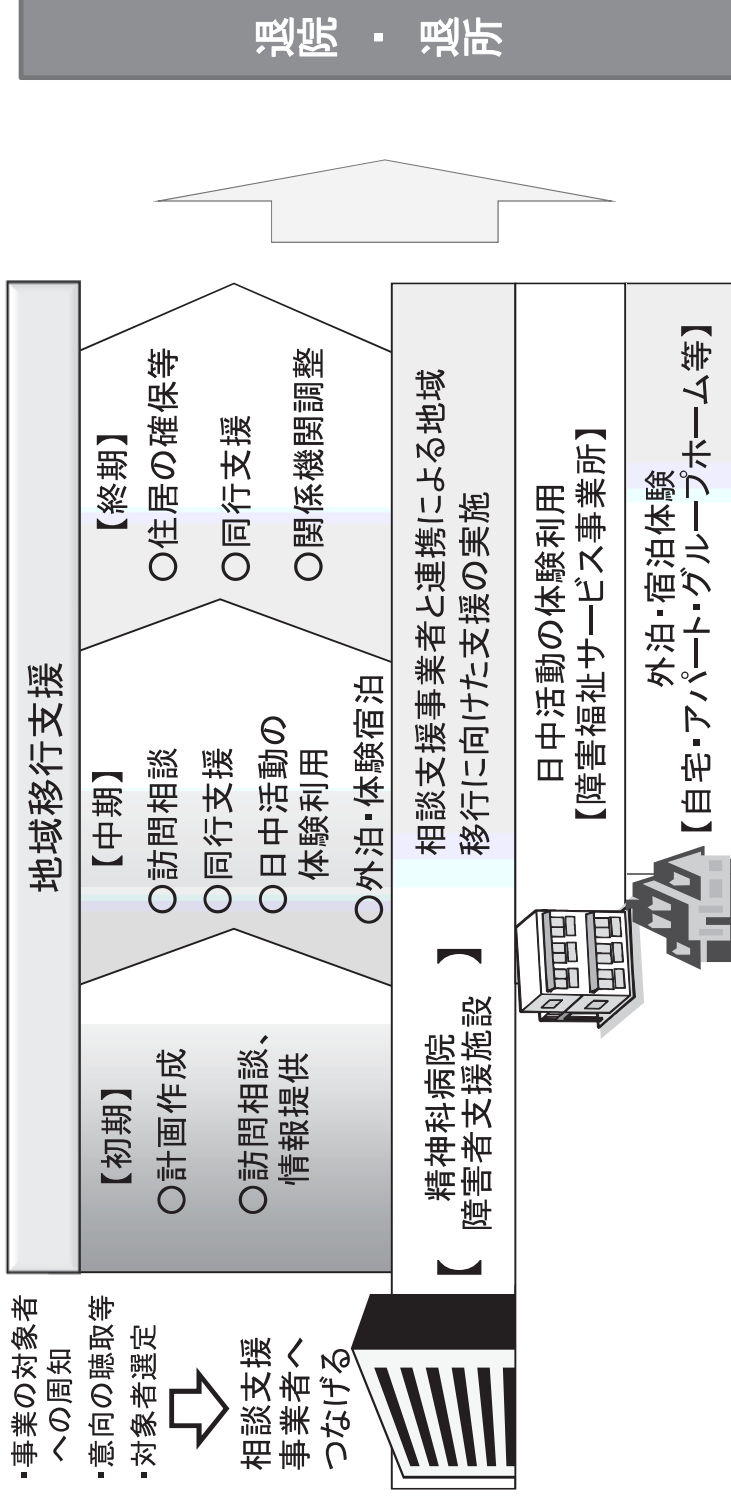 ・事業の対象者
への周知
・意向の聴取等
・対象者選定
相談支援
事業者へ
つなげる
地域移行支援
【初期】
〇計画作成
〇訪問相談、
情報提供
【中期】
〇訪問相談
〇同行支援
〇日中活動の
体験利用
〇外泊・体験宿泊
【終期】
〇住居の確保等
〇同行支援
〇関係機関調整
【精神科病院
障害者支援施設】
相談支援事業者と連携による地域
移行に向けた支援の実施
日中活動の体験利用
【障害福祉サービス事業所】
外泊・宿泊体験
【自宅・アパート・グループホーム等】
退院・退所